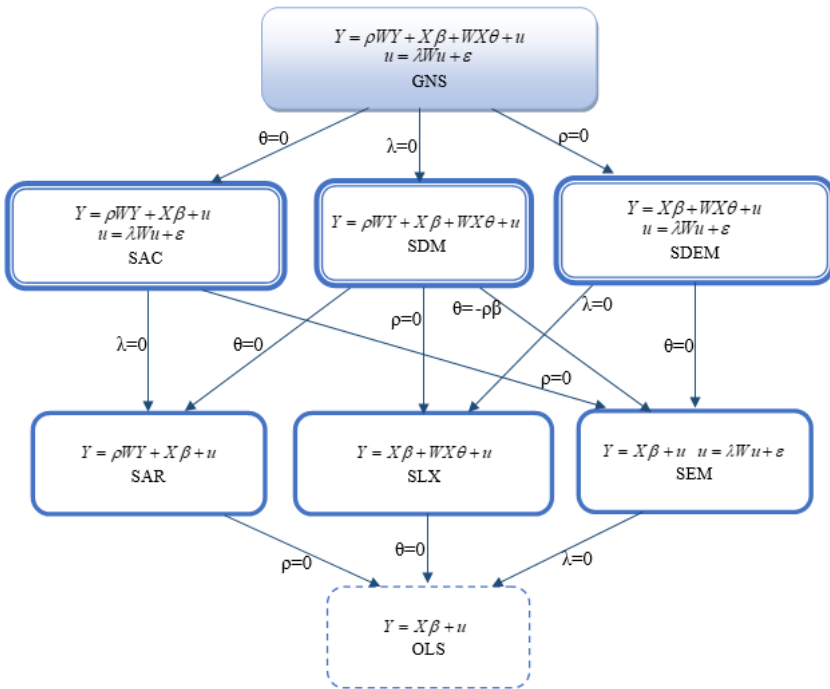 Y = ρWY + Xβ + WXθ + u
u = λWu + ε
GNS
θ=0
λ=0
ρ=0
Y = ρWY + Xβ + u
u = λWu + ε
SAC
Y = ρWY + Xβ + WXθ + u
SDM
Y = Xβ + WXθ + u
u = λWu + ε
SDEM
λ=0
θ=0
ρ=0
θ=-ρβ
λ=0
θ=0
ρ=0
Y = ρWY + Xβ + u
SAR
Y = Xβ + WXθ + u
SLX
Y = Xβ + u u = λWu + ε
SEM
ρ=0
θ=0
λ=0
Y = Xβ + u
OLS